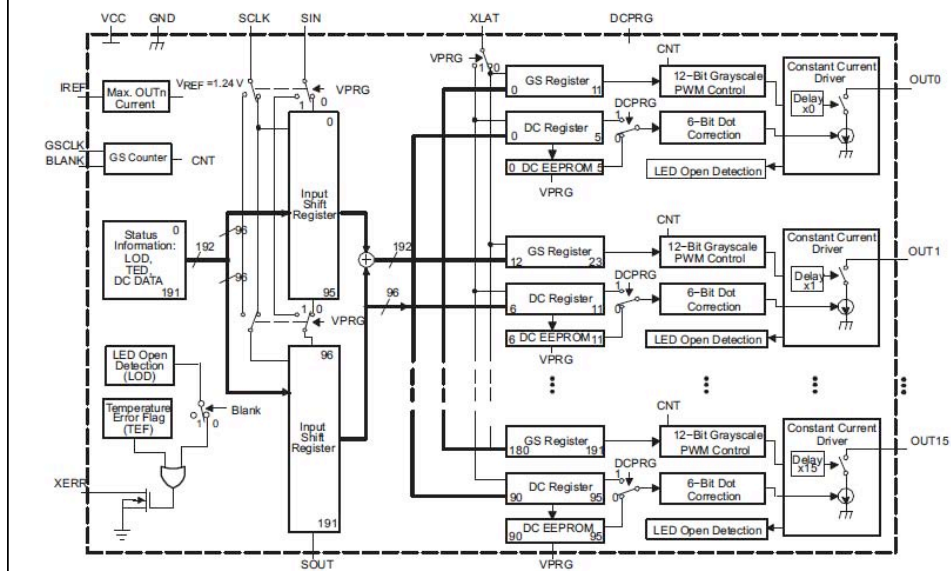 VCC GND SCLK SIN XLAT DCPRG
IREF
Max. OUTn
Current
VREF =1.24 V
VPRG
1 0
GSCLK
BLANK
GS Counter
CNT
0
Status
Information:
LOD,
TED,
DC DATA
191
192
96
96
0
Input
Shift
Register
95
1 0
VPRG
96
Input
Shift
Register
191
SOUT
192
96
LED Open
Detection
(LOD)
Blank
1 0
Temperature
Error Flag
(TEF)
XERR
VPRG
1 0
GS Register
0 11
CNT
12-Bit Grayscale
PWM Control
DC Register
0 5
DCPRG
1
0
6-Bit Dot
Correction
0 DC EEPROM 5
VPRG
LED Open Detection
Constant Current
Driver
Delay
x0
OUT0
GS Register
12 23
CNT
12-Bit Grayscale
PWM Control
DC Register
6 11
DCPRG
1
0
6-Bit Dot
Correction
6 DC EEPROM 11
VPRG
LED Open Detection
Constant Current
Driver
Delay
x1
OUT1
GS Register
180 191
CNT
12-Bit Grayscale
PWM Control
DC Register
90 95
DCPRG
1
0
6-Bit Dot
Correction
DC EEPROM
90 95
VPRG
LED Open Detection
Constant Current
Driver
Delay
x15
OUT15